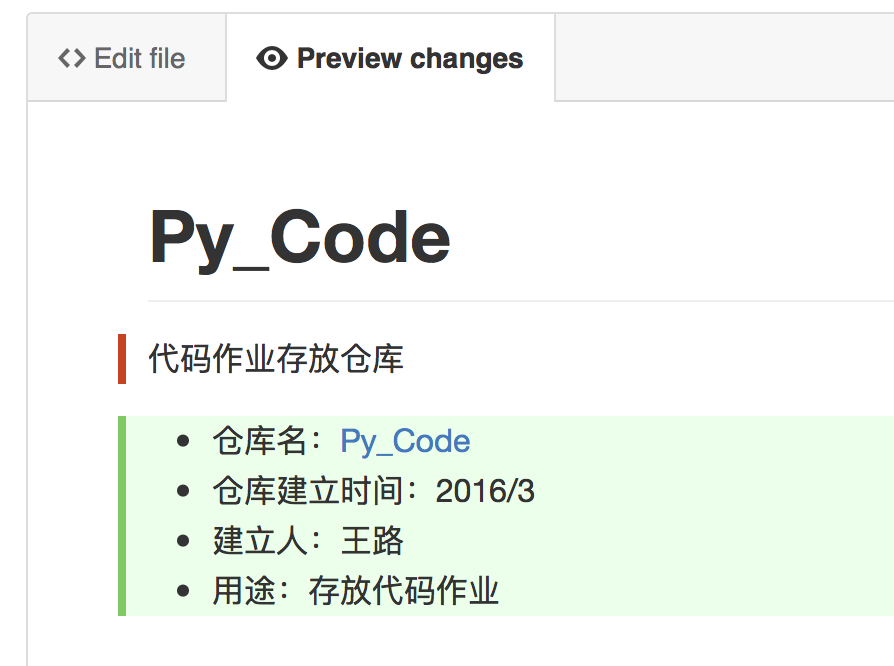 Edit file
Preview changes
Py_Code
代码作业存放仓库
仓库名：Py_Code
仓库建立时间：2016/3
建立人：王路
用途：存放代码作业